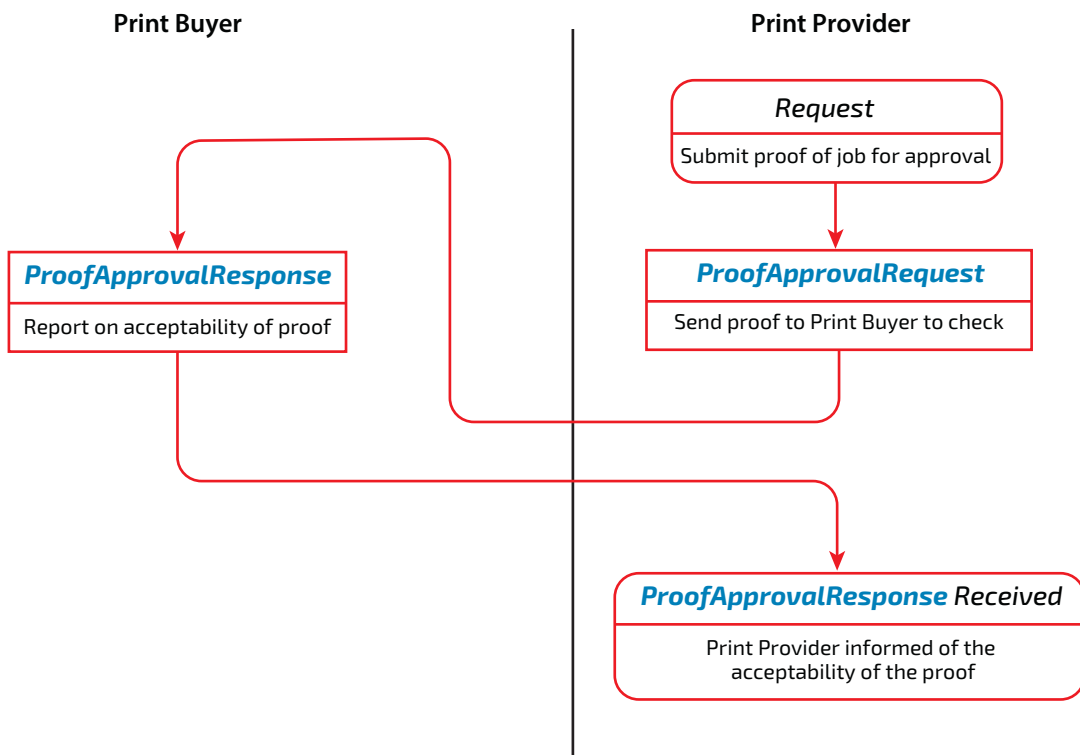 Print Buyer
Print Provider
Request
Submit proof of job for approval
ProofApprovalResponse
Report on acceptability of proof
ProofApprovalRequest
Send proof to Print Buyer to check
ProofApprovalResponse Received
Print Provider informed of the
acceptability of the proof